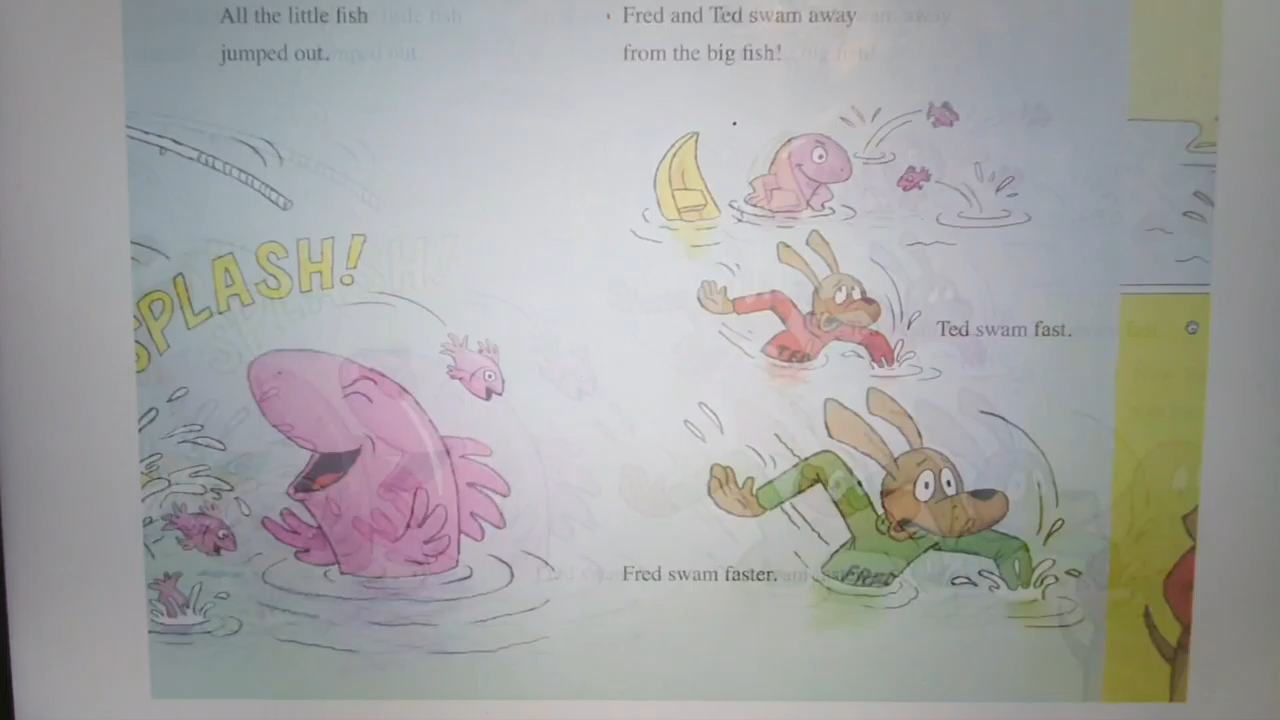 All the little fish
jumped out.
SPLASH!
Fred and Ted swam away
from the big fish!
TED
Ted swam fast.
Fred swam faster.
FRED